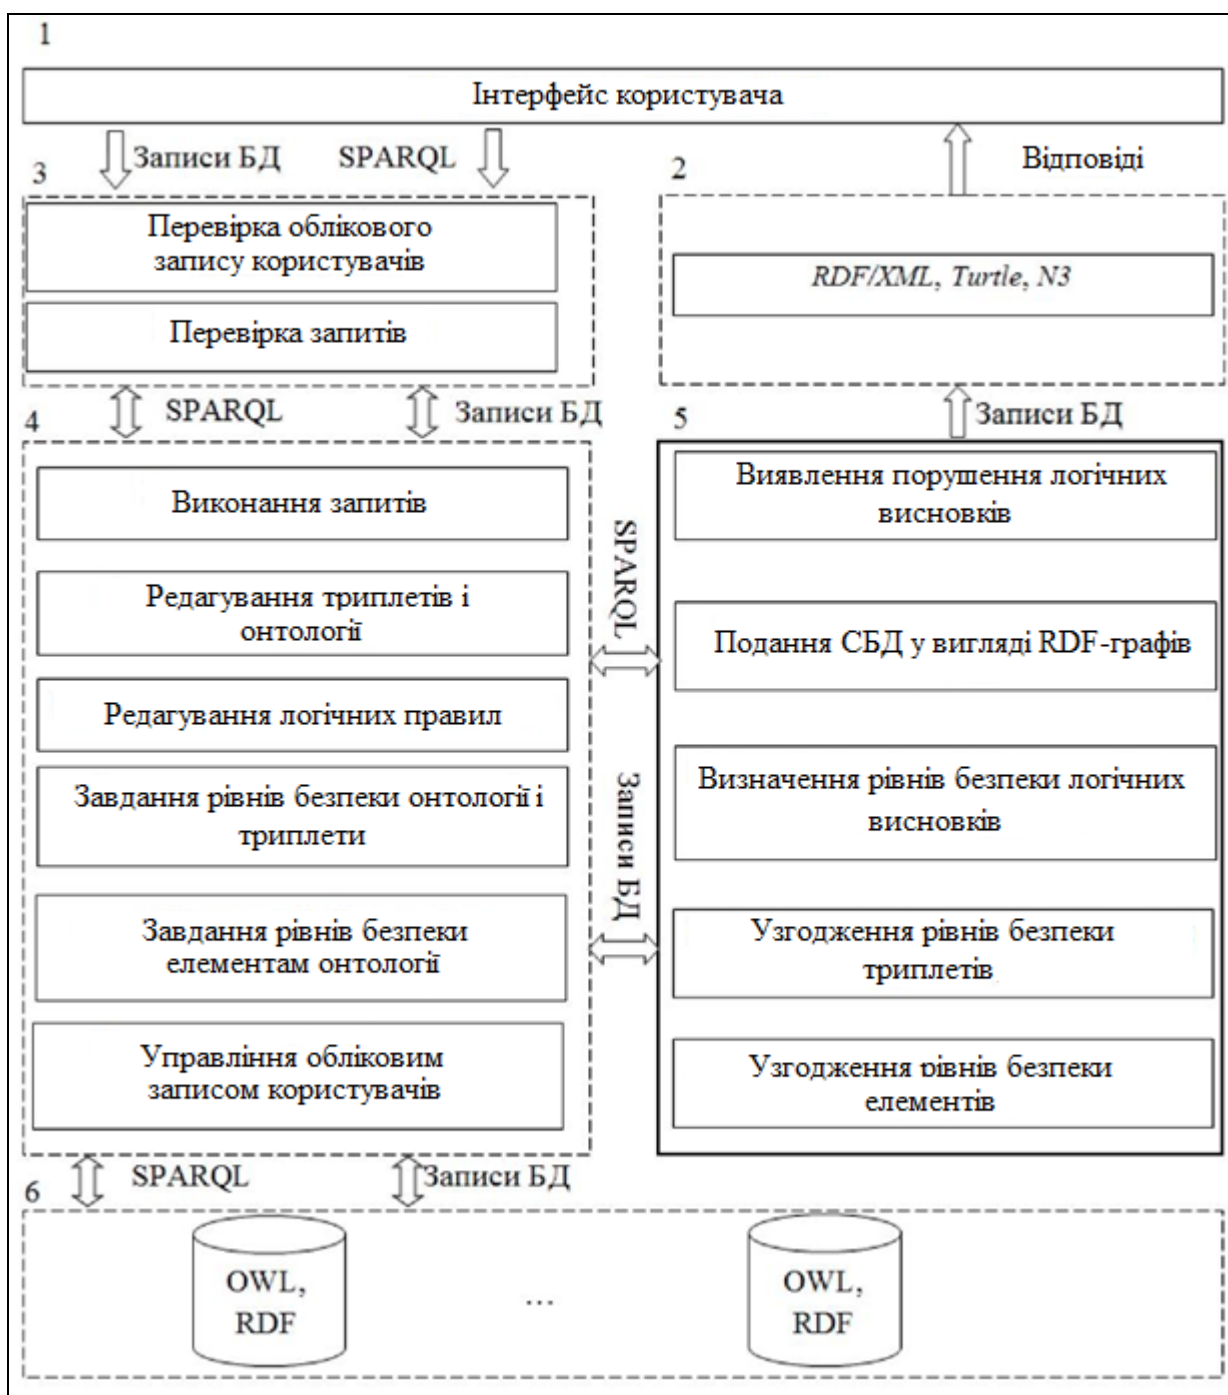 1
Інтерфейс користувача
Записи БД
SPARQL
Відповіді
3
Перевірка облікового
запису користувачів
Перевірка запитів
2
RDF/XML, Turtle, N3
SPARQL
Записи БД
Записи БД
4
Виконання запитів
Редагування триплетів і
онтології
Редагування логічних правил
Завдання рівнів безпеки онтології і
триплети
Завдання рівнів безпеки
елементам онтології
Управління обліковим
записом користувачів
SPARQL
Записи БД
5
Виявлення порушення логічних
висновків
Подання СБД у вигляді RDF-графів
Визначення рівнів безпеки логічних
висновків
Узгодження рівнів безпеки
триплетів
Узгодження рівнів безпеки
елементів
SPARQL
Записи БД
6
OWL,
RDF
...
OWL,
RDF